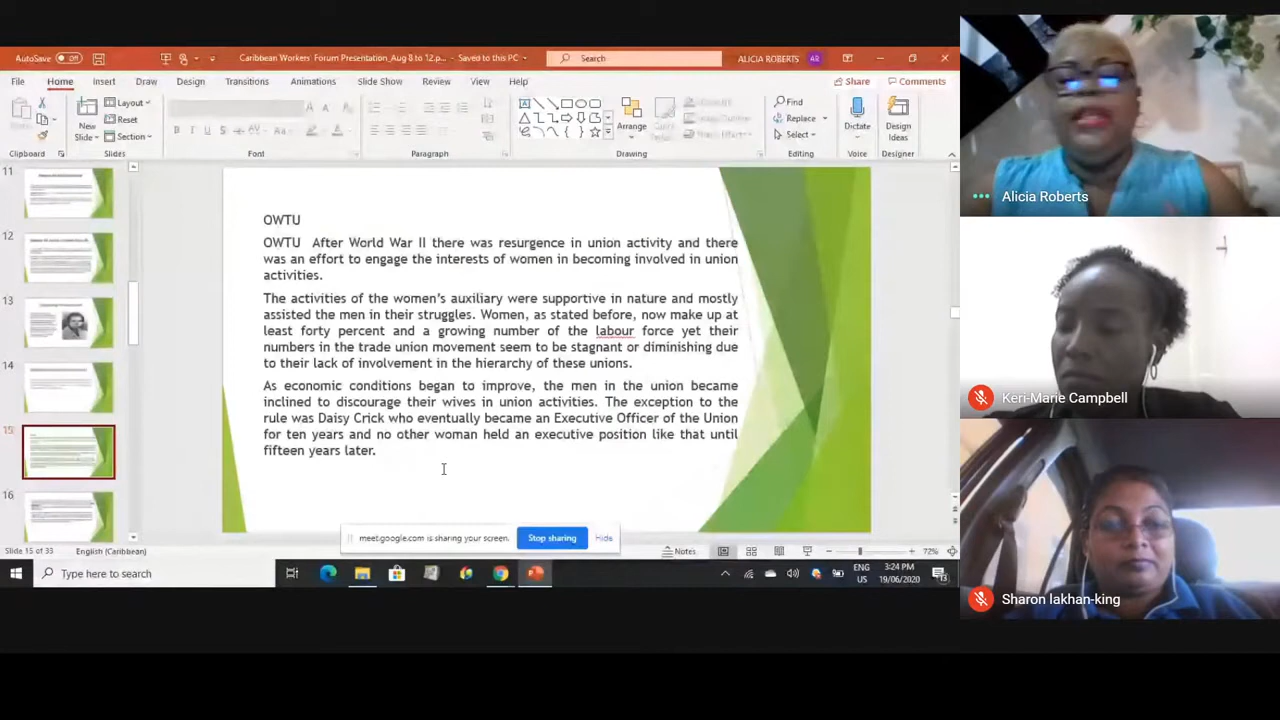 AutoSave Off
Caribbean Workers' Forum Presentation_Aug 8 to 12.p... - Saved to this PC
Search
ALICIA ROBERTS AR
File Home Insert Draw Design Transitions Animations Slide Show Review View Help
Share Comments
New
Slide
Layout
Reset
Section
Arrange
Find
Replace
Select
Dictate
Design
Ideas
Clipboard Slides Font Paragraph Drawing Editing Voice Designer
11
12
13
14
15
16
OWTU
OWTU After World War II there was resurgence in union activity and there
was an effort to engage the interests of women in becoming involved in union
activities.
The activities of the women's auxiliary were supportive in nature and mostly
assisted the men in their struggles. Women, as stated before, now make up at
least forty percent and a growing number of the labour force yet their
numbers in the trade union movement seem to be stagnant or diminishing due
to their lack of involvement in the hierarchy of these unions.
As economic conditions began to improve, the men in the union became
inclined to discourage their wives in union activities. The exception to the
rule was Daisy Crick who eventually became an Executive Officer of the Union
for ten years and no other woman held an executive position like that until
fifteen years later.
meet.google.com is sharing your screen. Stop sharing Hide
Slide 15 of 33 English (Caribbean) Notes 72%
Type here to search
ENG
US
3:24 PM
19/06/2020
13
Alicia Roberts
Keri-Marie Campbell
Sharon lakhan-king